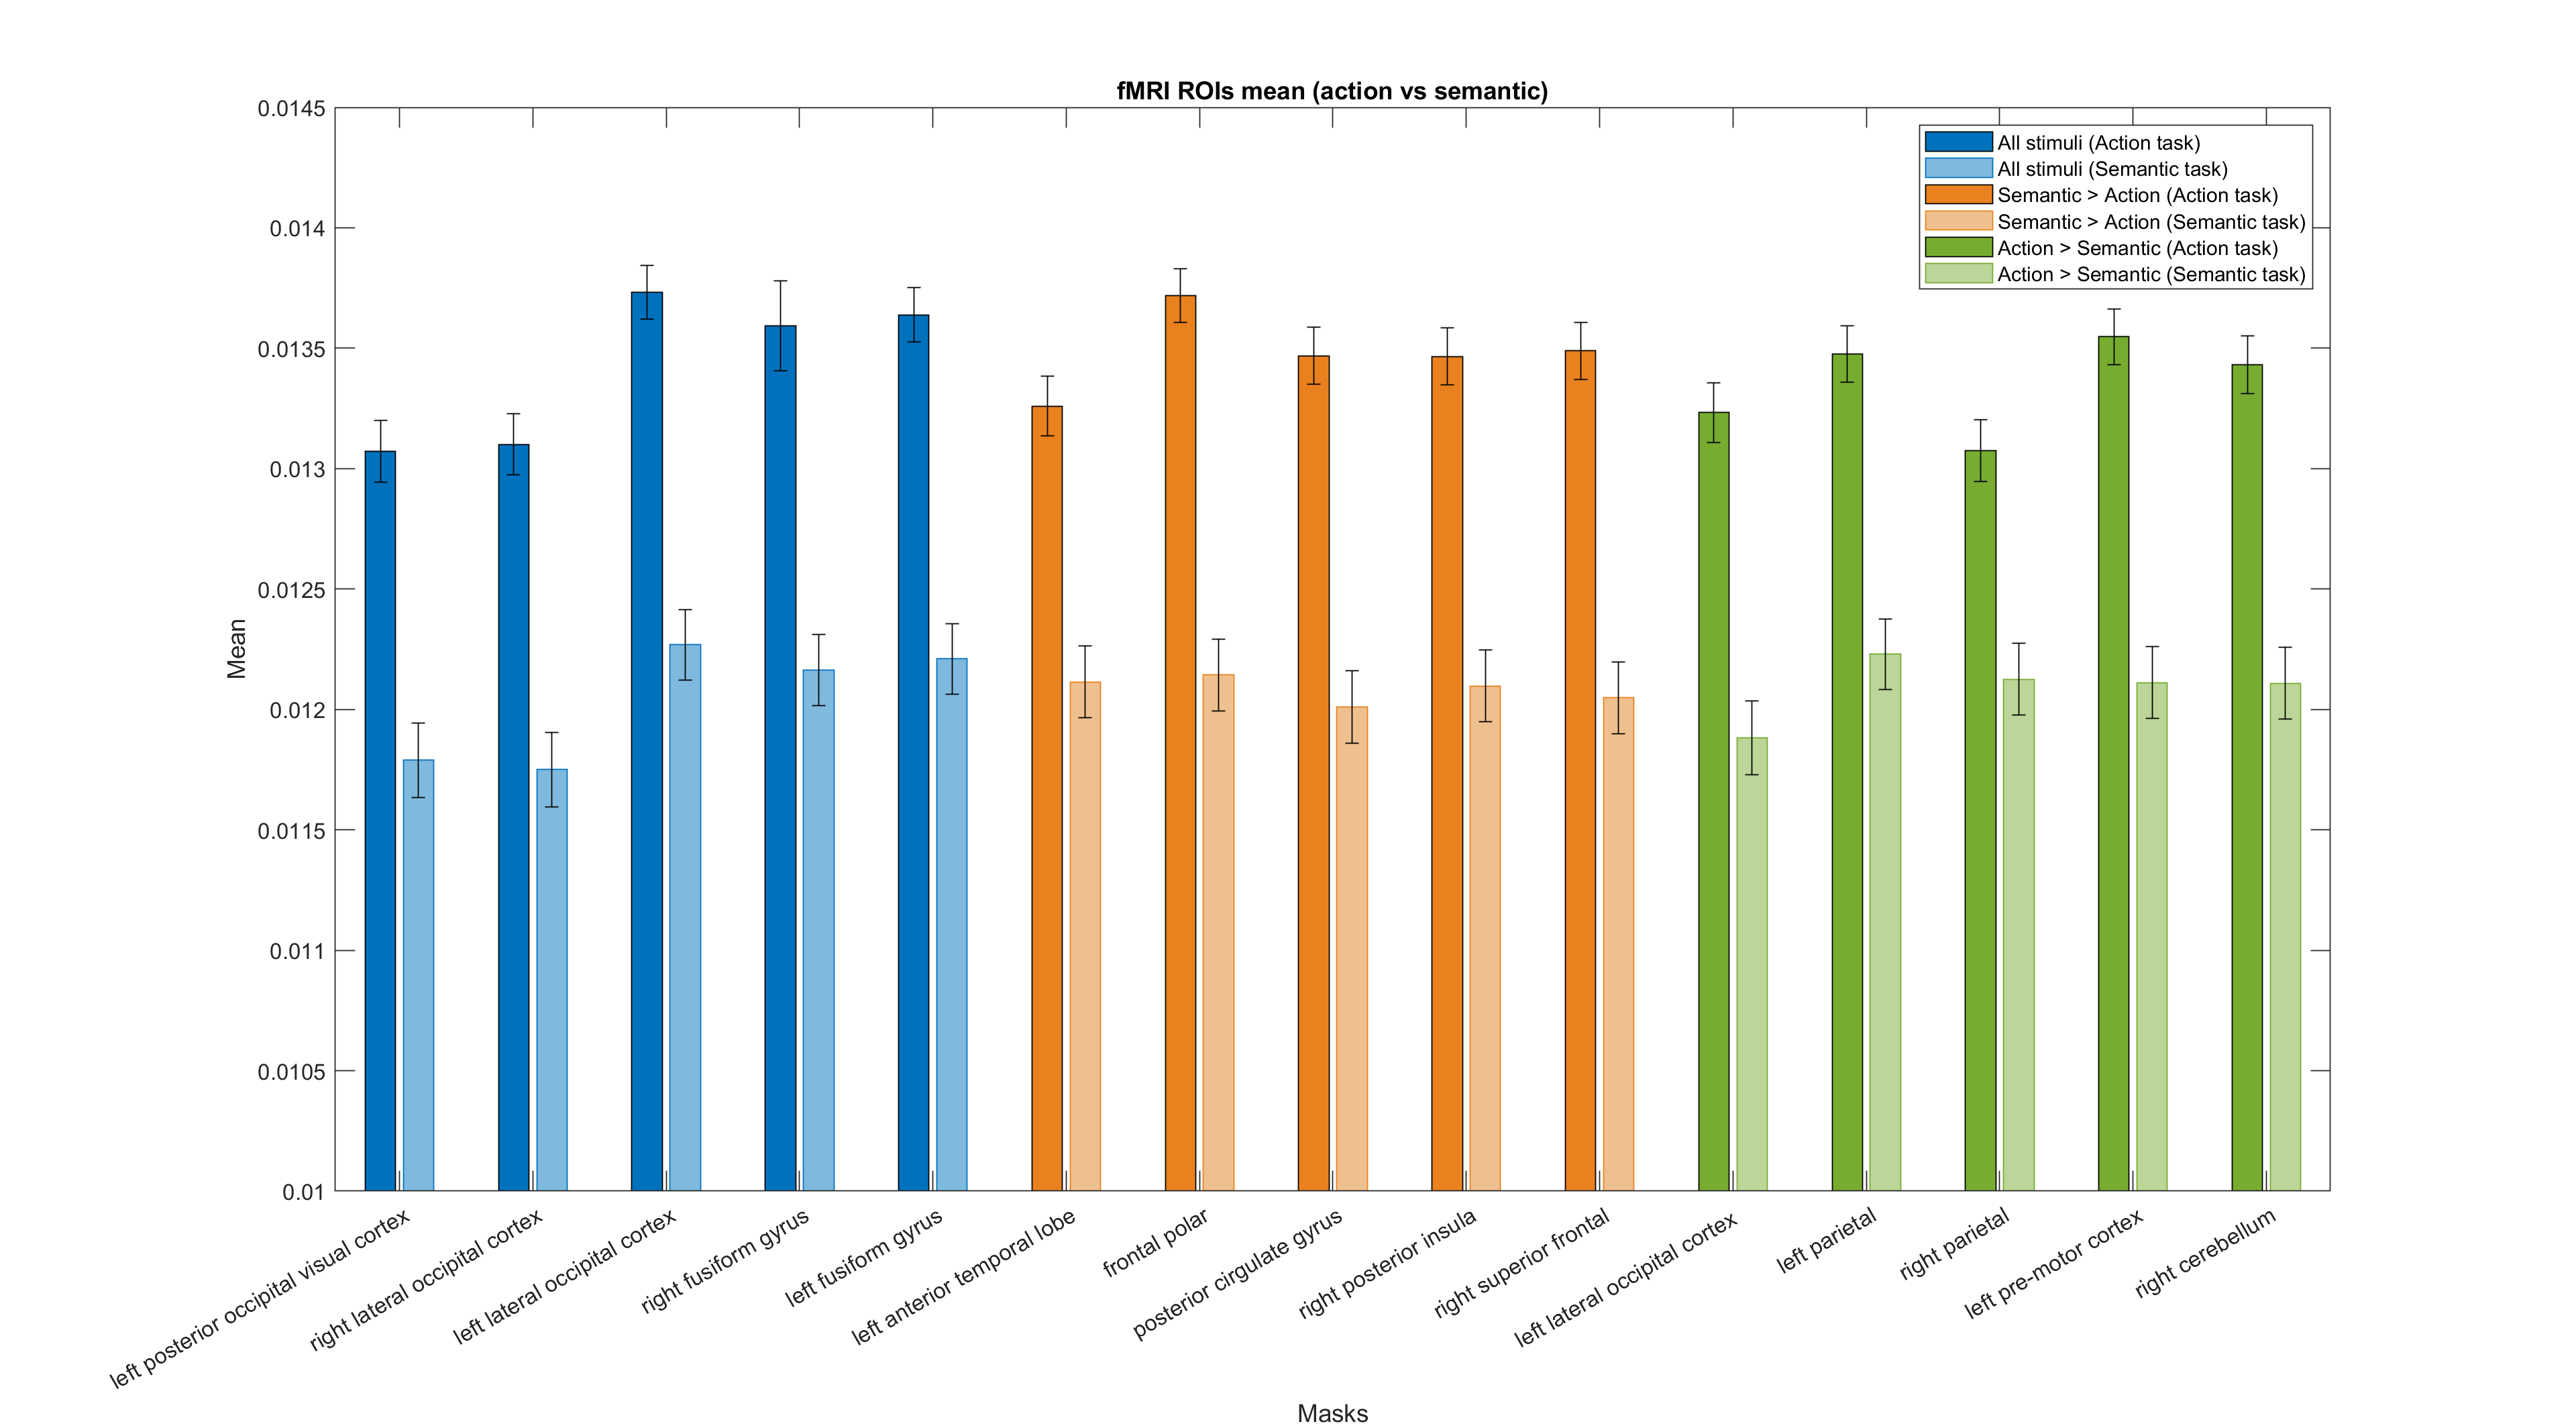 fMRI ROIs mean (action vs semantic)
0.0145
0.014
0.0135
0.013
0.0125
0.012
0.0115
0.011
0.0105
0.01
Mean
All stimuli (Action task)
All stimuli (Semantic task)
Semantic > Action (Action task)
Semantic > Action (Semantic task)
Action > Semantic (Action task)
Action > Semantic (Semantic task)
left posterior occipital visual cortex
right lateral occipital cortex
left lateral occipital cortex
right fusiform gyrus
left fusiform gyrus
left anterior temporal lobe
frontal polar
posterior cirgulate gyrus
right posterior insula
right superior frontal
left lateral occipital cortex
left parietal
right parietal
left pre-motor cortex
right cerebellum
Masks